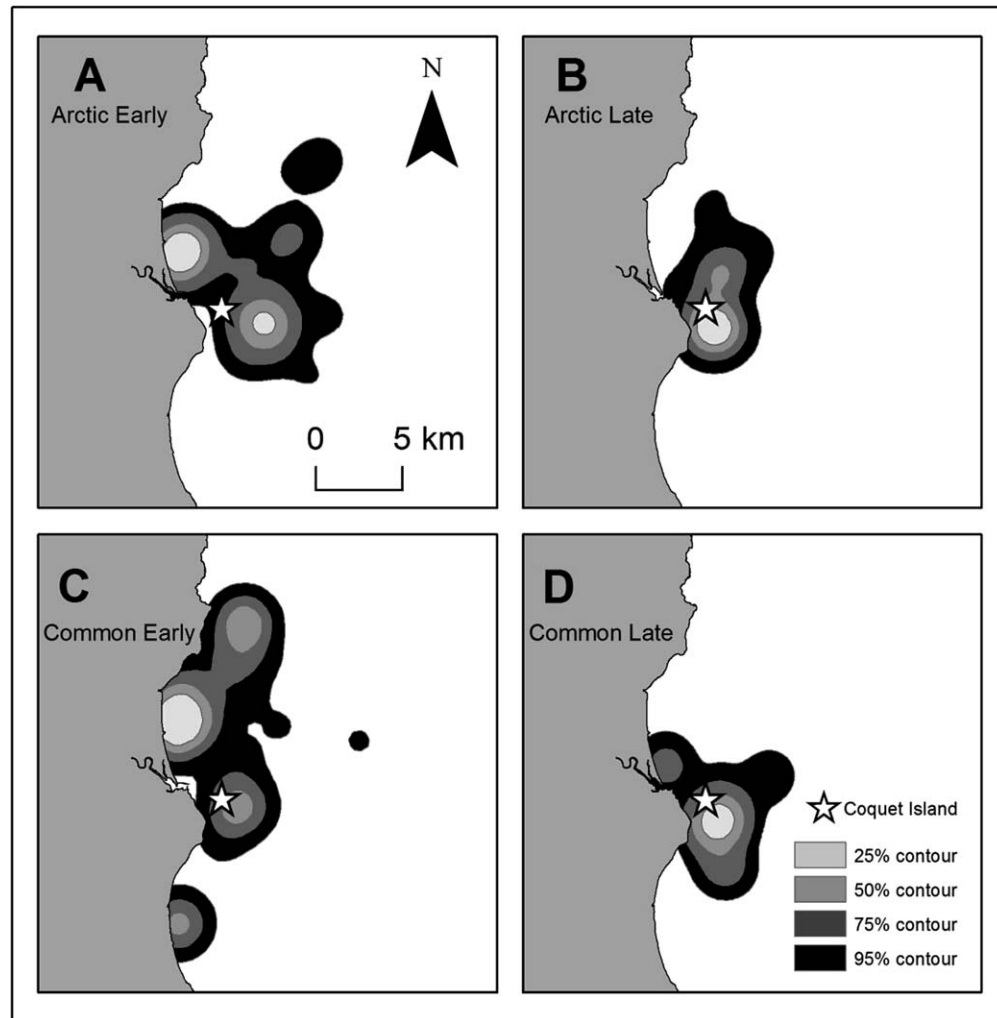 A
Arctic Early
N
0 5 km
B
Arctic Late
C
Common Early
D
Common Late
Coquet Island
25% contour
50% contour
75% contour
95% contour